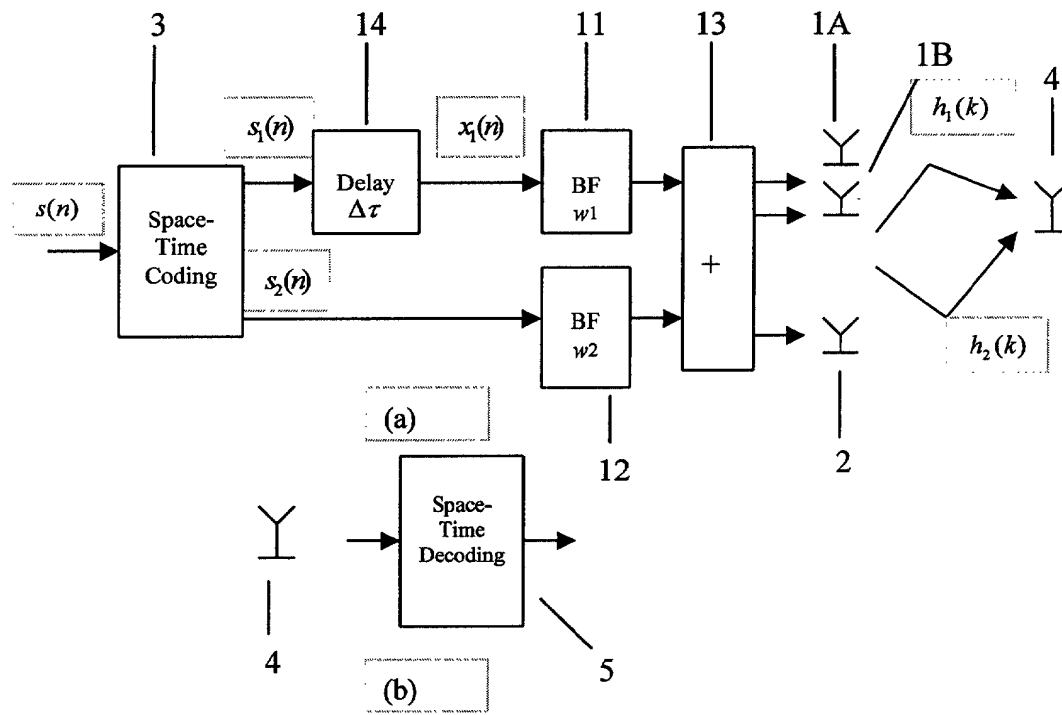 3 14 11 13 1A 1B 4
s(n)
Space-
Time
Coding
s₁(n)
Delay
Δτ
x₁(n)
BF
w1
+
h₁(k)
s₂(n)
BF
w2
h₂(k)
(a)
12
2
4
Space-
Time
Decoding
5
(b)